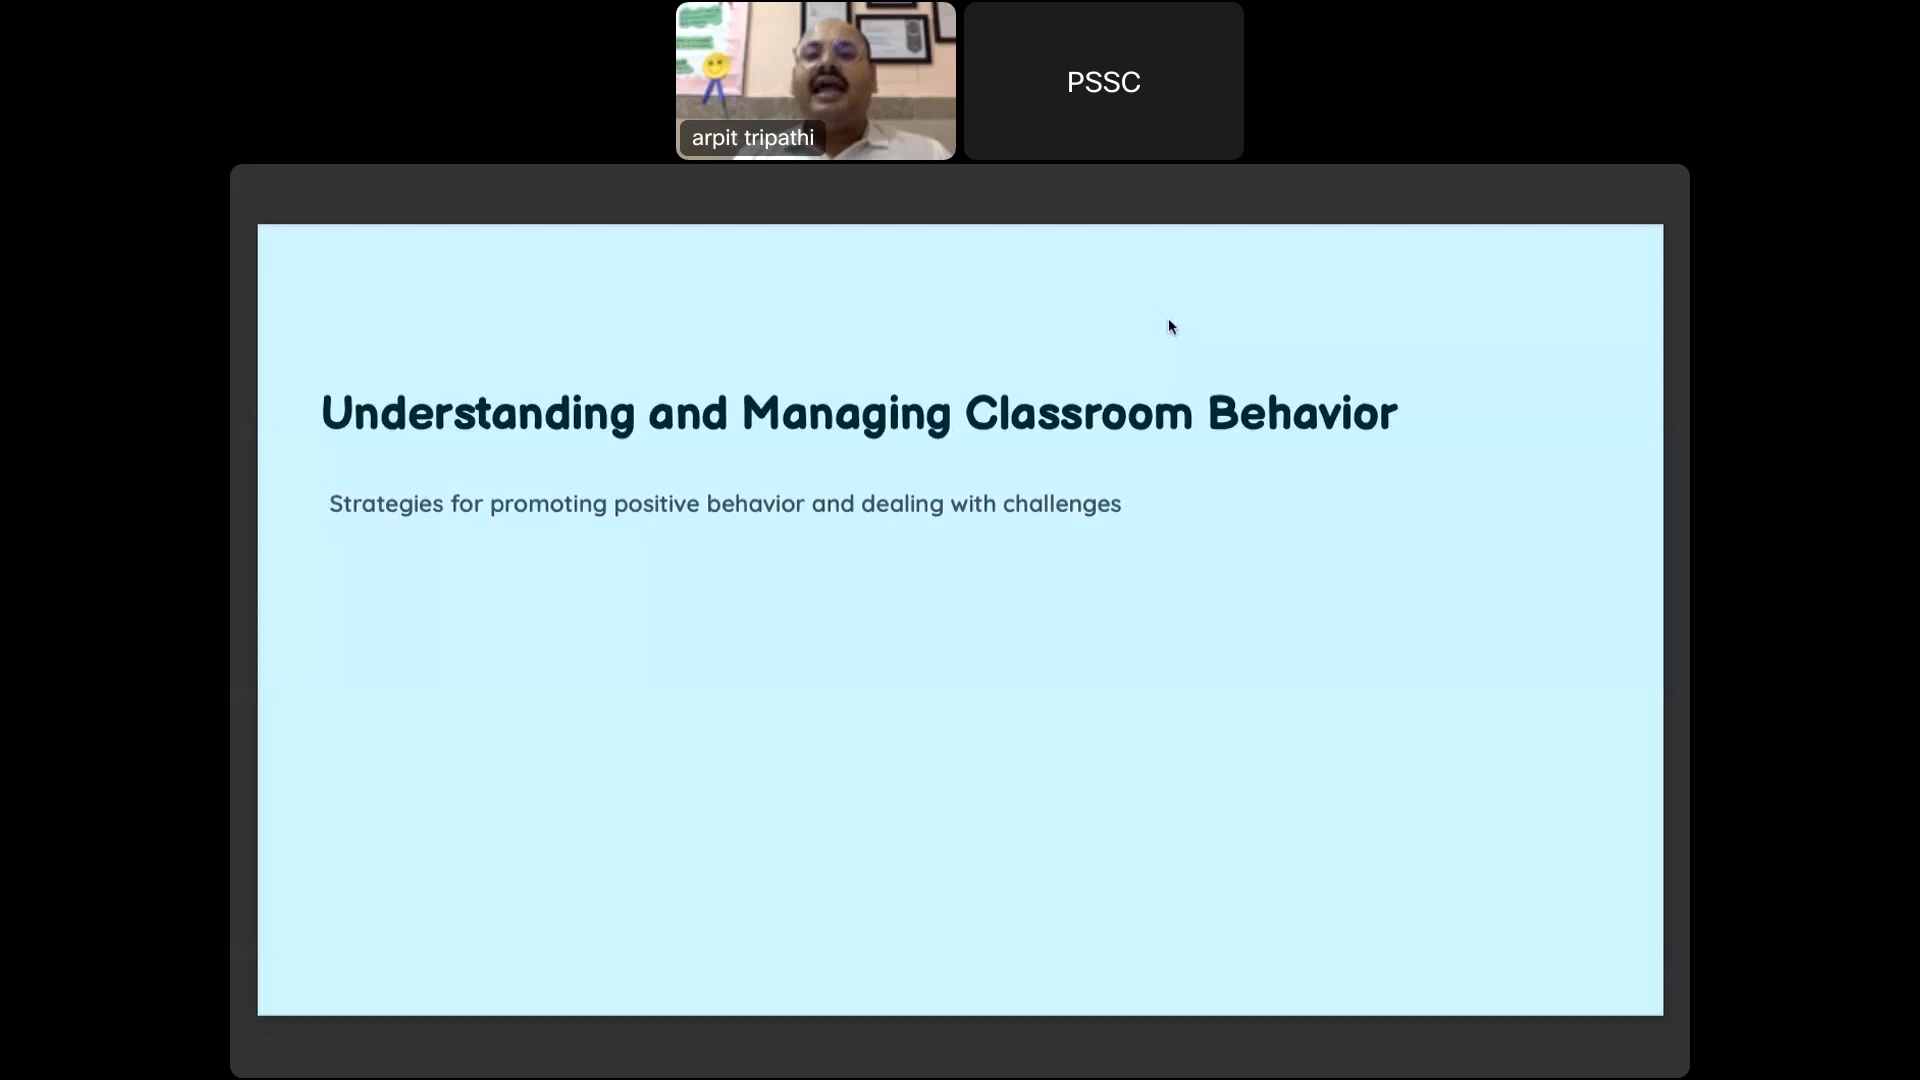 arpit tripathi
PSSC
Understanding and Managing Classroom Behavior
Strategies for promoting positive behavior and dealing with challenges